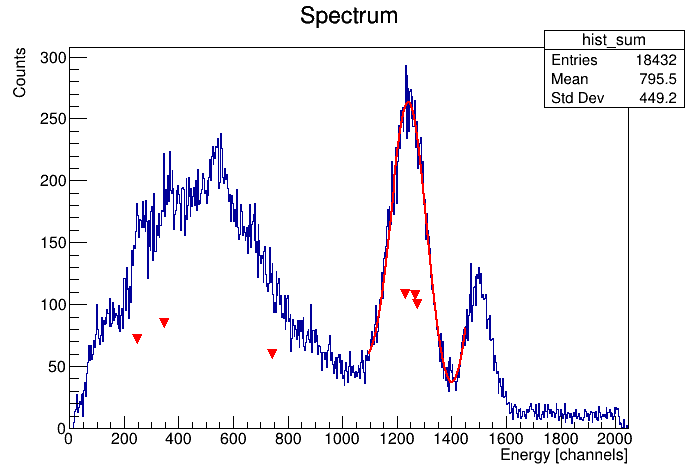 Spectrum
hist_sum
Entries 18432
Mean 795.5
Std Dev 449.2
Counts
300
250
200
150
100
50
0
0 200 400 600 800 1000 1200 1400 1600 1800 2000
Energy [channels]